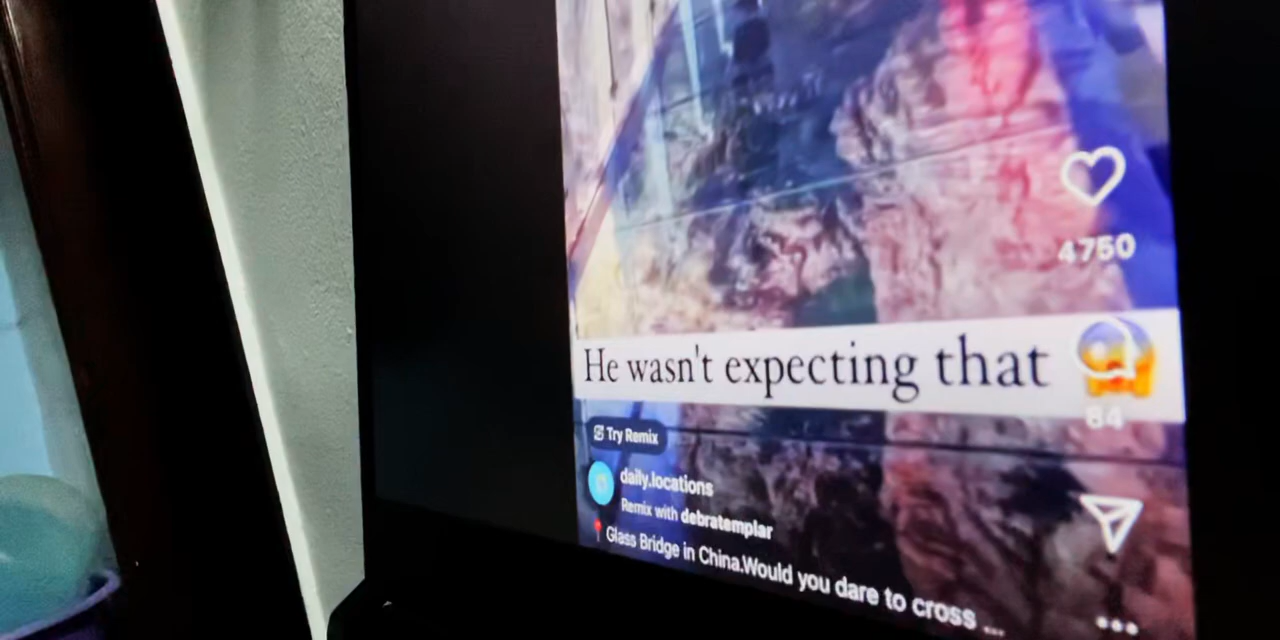 4750
He wasn't expecting that 😱
84
Try Remix
daily.locations
Remix with debratemplar
📍 Glass Bridge in China.Would you dare to cross ...